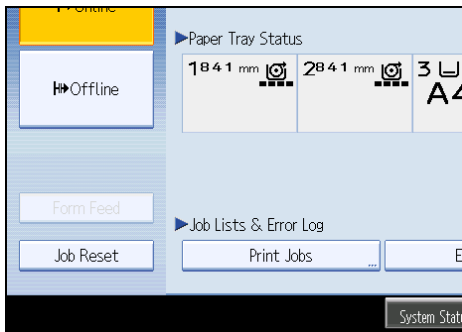 Online
▶Paper Tray Status
1 841 mm 2 841 mm 3
A4
Offline
Form Feed
▶Job Lists & Error Log
Job Reset
Print Jobs ...
E
System Stat